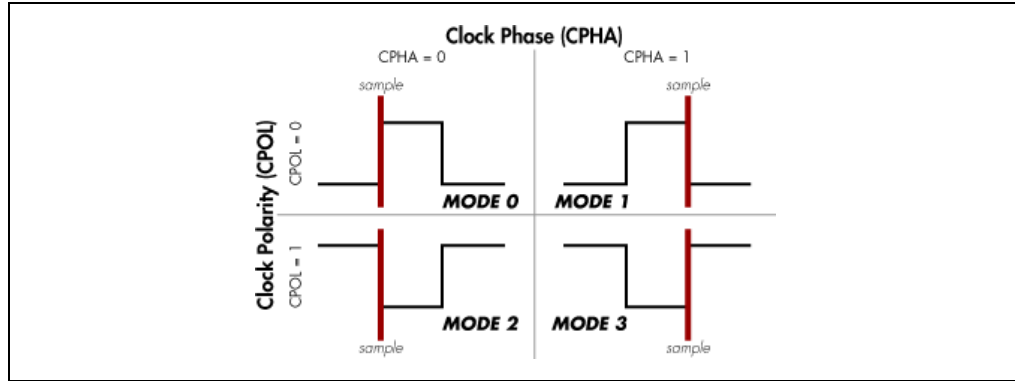 Clock Phase (CPHA)
CPHA = 0
CPHA = 1
sample
sample
Clock Polarity (CPOL)
CPOL = 0
MODE 0
MODE 1
CPOL = 1
MODE 2
MODE 3
sample
sample